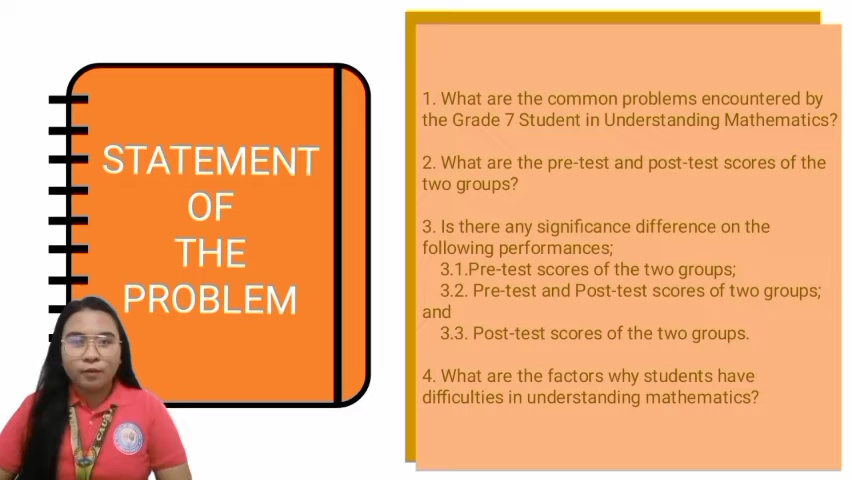 STATEMENT
OF
THE
PROBLEM
1. What are the common problems encountered by
the Grade 7 Student in Understanding Mathematics?
2. What are the pre-test and post-test scores of the
two groups?
3. Is there any significance difference on the
following performances;
3.1.Pre-test scores of the two groups;
3.2. Pre-test and Post-test scores of two groups;
and
3.3. Post-test scores of the two groups.
4. What are the factors why students have
difficulties in understanding mathematics?